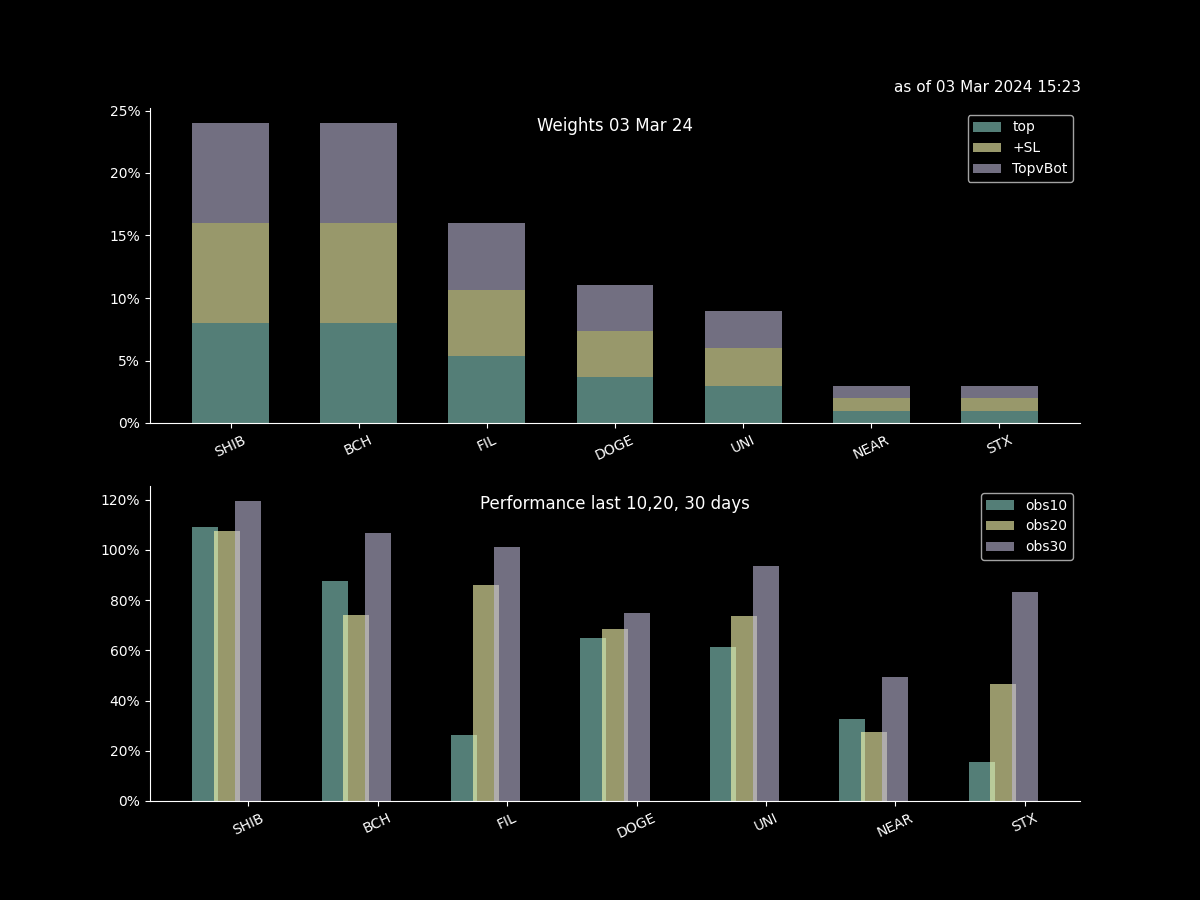 as of 03 Mar 2024 15:23
Weights 03 Mar 24
25%
20%
15%
10%
5%
0%
top
+SL
TopvBot
SHIB BCH FIL DOGE UNI NEAR STX
Performance last 10,20, 30 days
120%
100%
80%
60%
40%
20%
0%
obs10
obs20
obs30
SHIB BCH FIL DOGE UNI NEAR STX